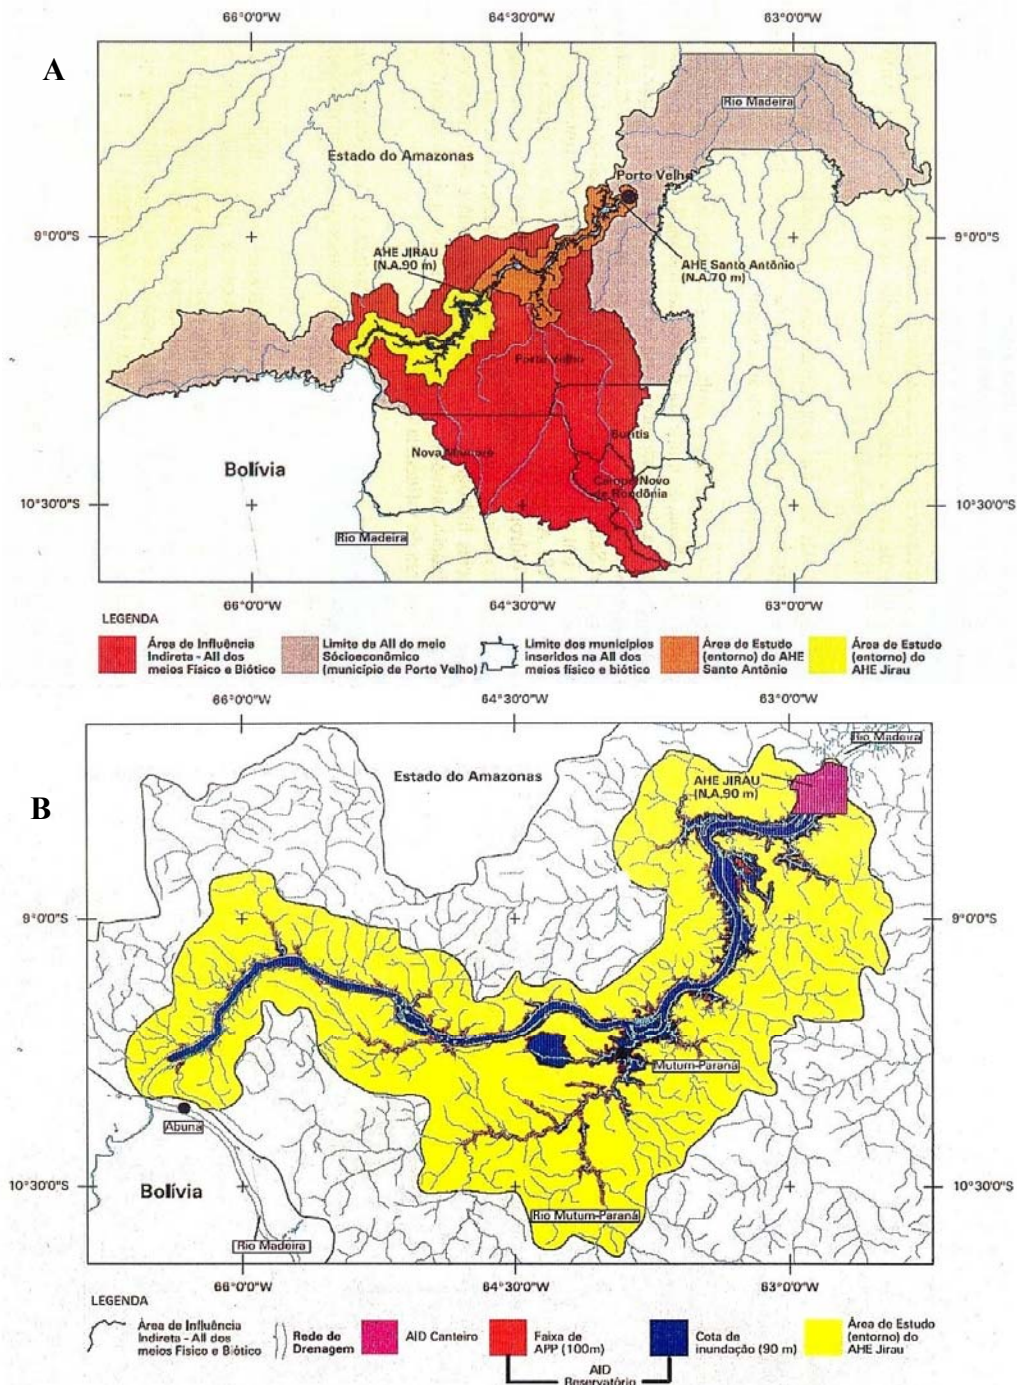 66°0'0"W 64°30'0"W 63°0'0"W
A
Rio Madeira
Estado do Amazonas
Porto Velho
9°0'0"S 9°0'0"S
AHE JIRAU
(N.A.90 m)
AHE Santo Antônio
(N.A.70 m)
Porto Velho
Buritis
Nova Mamoré
Bolívia
Campo Novo
de Rondônia
10°30'0"S 10°30'0"S
Rio Madeira
66°0'0"W 64°30'0"W 63°0'0"W
LEGENDA
Área de Influência
Indireta - AII dos
meios Físico e Biótico
Limite da AII do meio
Sócioeconômico
(município de Porto Velho)
Limite dos municípios
inseridos na AII dos
meios físico e biótico
Área de Estudo
(entorno) do AHE
Santo Antônio
Área de Estudo
(entorno) do
AHE Jirau
66°0'0"W 64°30'0"W 63°0'0"W
Rio Madeira
Estado do Amazonas
AHE JIRAU
(N.A.90 m)
B
9°0'0"S 9°0'0"S
Mutum-Paraná
Abunã
Bolívia
10°30'0"S 10°30'0"S
Rio Mutum-Paraná
Rio Madeira
66°0'0"W 64°30'0"W 63°0'0"W
LEGENDA
Área de Influência
Indireta - AII dos
meios Físico e Biótico
Rede de
Drenagem
AID Canteiro
Faixa de
APP (100m)
Cota de
inundação (90 m)
Área de Estudo
(entorno) do
AHE Jirau
AID
Reservatório